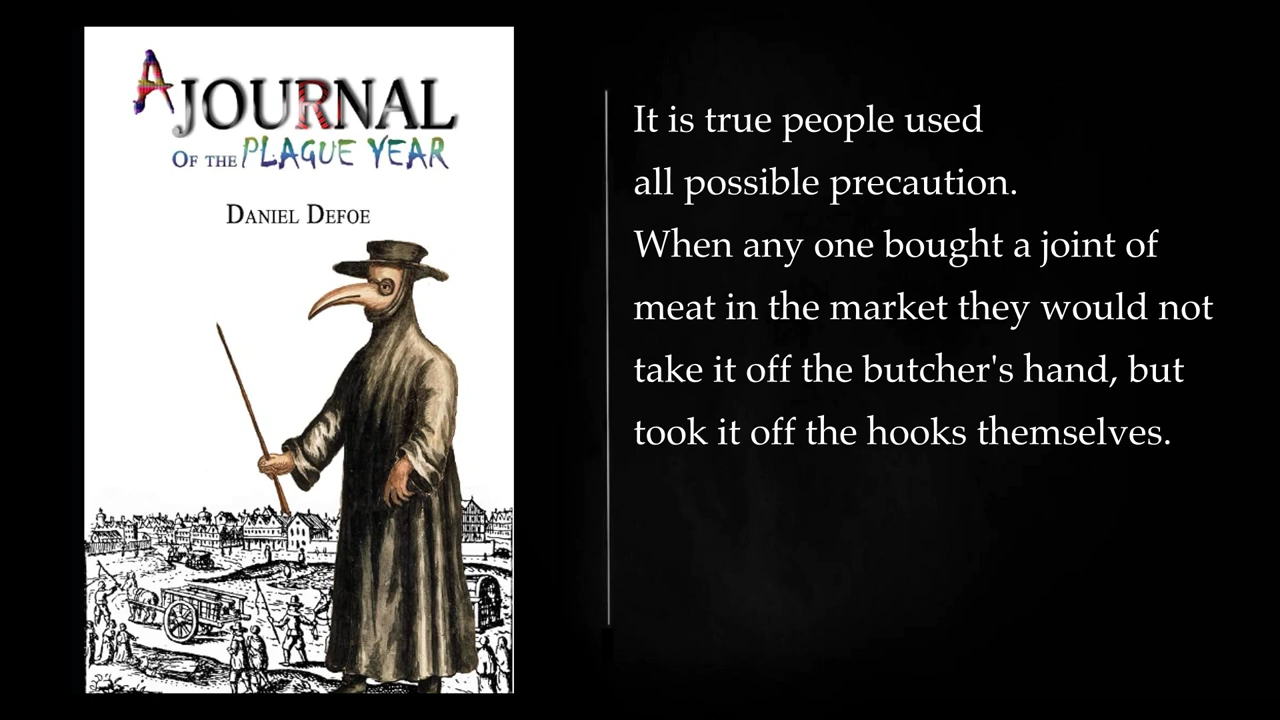 A JOURNAL
OF THE PLAGUE YEAR
DANIEL DEFOE
It is true people used
all possible precaution.
When any one bought a joint of
meat in the market they would not
take it off the butcher's hand, but
took it off the hooks themselves.